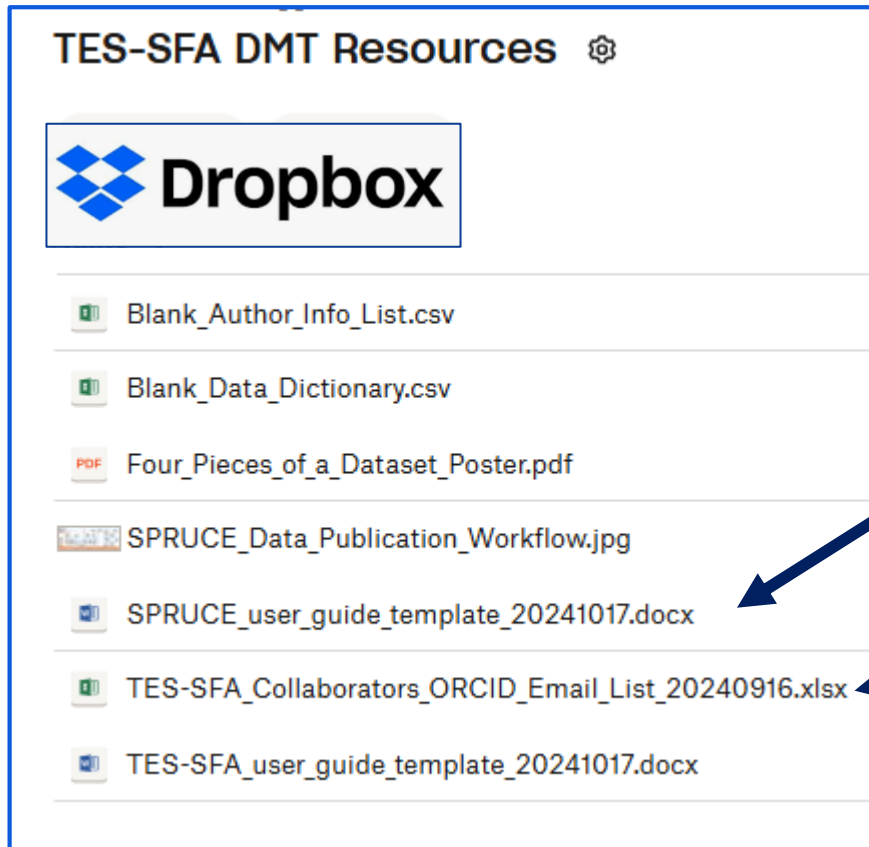 TES-SFA DMT Resources
Dropbox
Blank_Author_Info_List.csv
Blank_Data_Dictionary.csv
PDF Four_Pieces_of_a_Dataset_Poster.pdf
SPRUCE_Data_Publication_Workflow.jpg
SPRUCE_user_guide_template_20241017.docx
TES-SFA_Collaborators_ORCID_Email_List_20240916.xlsx
TES-SFA_user_guide_template_20241017.docx